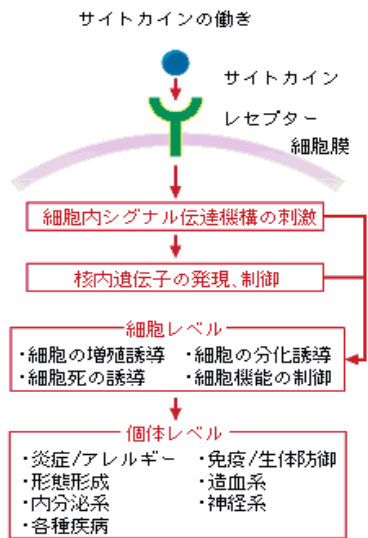 サイトカインの働き
サイトカイン
レセプター
細胞膜
細胞内シグナル伝達機構の刺激
核内遺伝子の発現、制御
細胞レベル
・細胞の増殖誘導 ・細胞の分化誘導
・細胞死の誘導 ・細胞機能の制御
個体レベル
・炎症/アレルギー ・免疫/生体防御
・形態形成 ・造血系
・内分泌系 ・神経系
・各種疾病